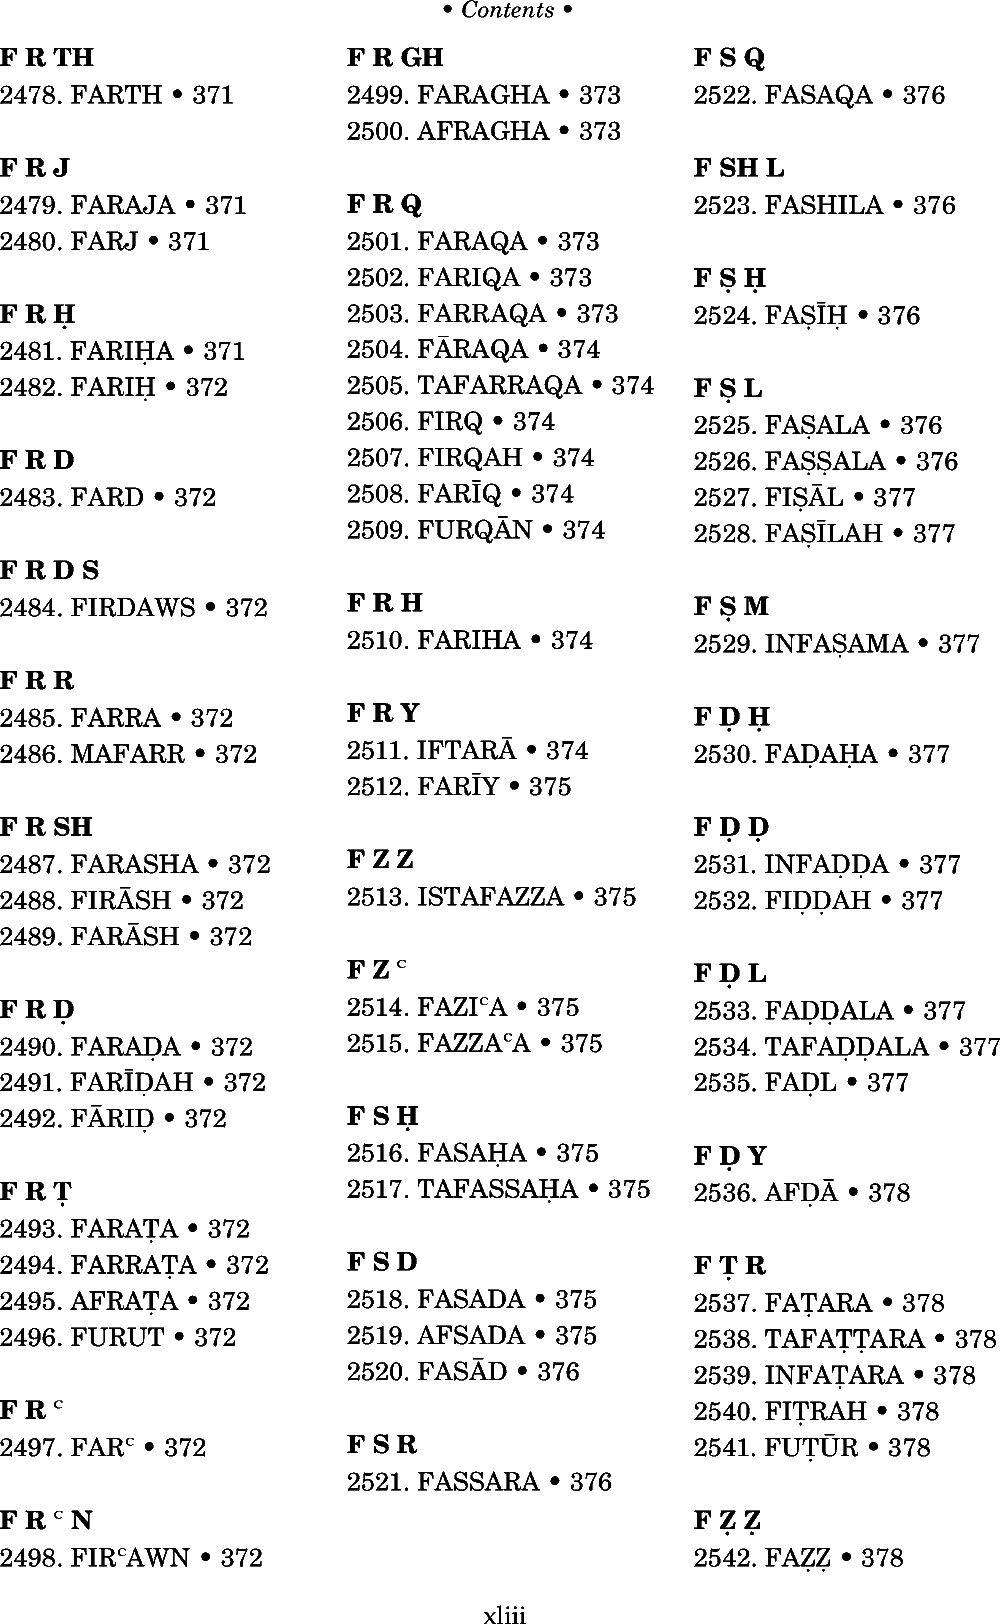 • Contents •
F R TH
2478. FARTH • 371
F R J
2479. FARAJA • 371
2480. FARJ • 371
F R Ḥ
2481. FARIḤA • 371
2482. FARIḤ • 372
F R D
2483. FARD • 372
F R D S
2484. FIRDAWS • 372
F R R
2485. FARRA • 372
2486. MAFARR • 372
F R SH
2487. FARASHA • 372
2488. FIRĀSH • 372
2489. FARĀSH • 372
F R Ḍ
2490. FARAḌA • 372
2491. FARĪḌAH • 372
2492. FĀRIḌ • 372
F R Ṭ
2493. FARAṬA • 372
2494. FARRAṬA • 372
2495. AFRAṬA • 372
2496. FURUT • 372
F R ᶜ
2497. FARᶜ • 372
F R ᶜ N
2498. FIRᶜAWN • 372
F R GH
2499. FARAGHA • 373
2500. AFRAGHA • 373
F R Q
2501. FARAQA • 373
2502. FARIQA • 373
2503. FARRAQA • 373
2504. FĀRAQA • 374
2505. TAFARRAQA • 374
2506. FIRQ • 374
2507. FIRQAH • 374
2508. FARĪQ • 374
2509. FURQĀN • 374
F R H
2510. FARIHA • 374
F R Y
2511. IFTARĀ • 374
2512. FARĪY • 375
F Z Z
2513. ISTAFAZZA • 375
F Z ᶜ
2514. FAZIᶜA • 375
2515. FAZZAᶜA • 375
F S Ḥ
2516. FASAḤA • 375
2517. TAFASSAḤA • 375
F S D
2518. FASADA • 375
2519. AFSADA • 375
2520. FASĀD • 376
F S R
2521. FASSARA • 376
F S Q
2522. FASAQA • 376
F SH L
2523. FASHILA • 376
F Ṣ Ḥ
2524. FAṢĪḤ • 376
F Ṣ L
2525. FAṢALA • 376
2526. FAṢṢALA • 376
2527. FIṢĀL • 377
2528. FAṢĪLAH • 377
F Ṣ M
2529. INFAṢAMA • 377
F Ḍ Ḥ
2530. FAḌAḤA • 377
F Ḍ Ḍ
2531. INFAḌḌA • 377
2532. FIḌḌAH • 377
F Ḍ L
2533. FAḌḌALA • 377
2534. TAFAḌḌALA • 377
2535. FAḌL • 377
F Ḍ Y
2536. AFḌĀ • 378
F Ṭ R
2537. FAṬARA • 378
2538. TAFAṬṬARA • 378
2539. INFAṬARA • 378
2540. FIṬRAH • 378
2541. FUṬŪR • 378
F Ẓ Ẓ
2542. FAẒẒ • 378
xliii